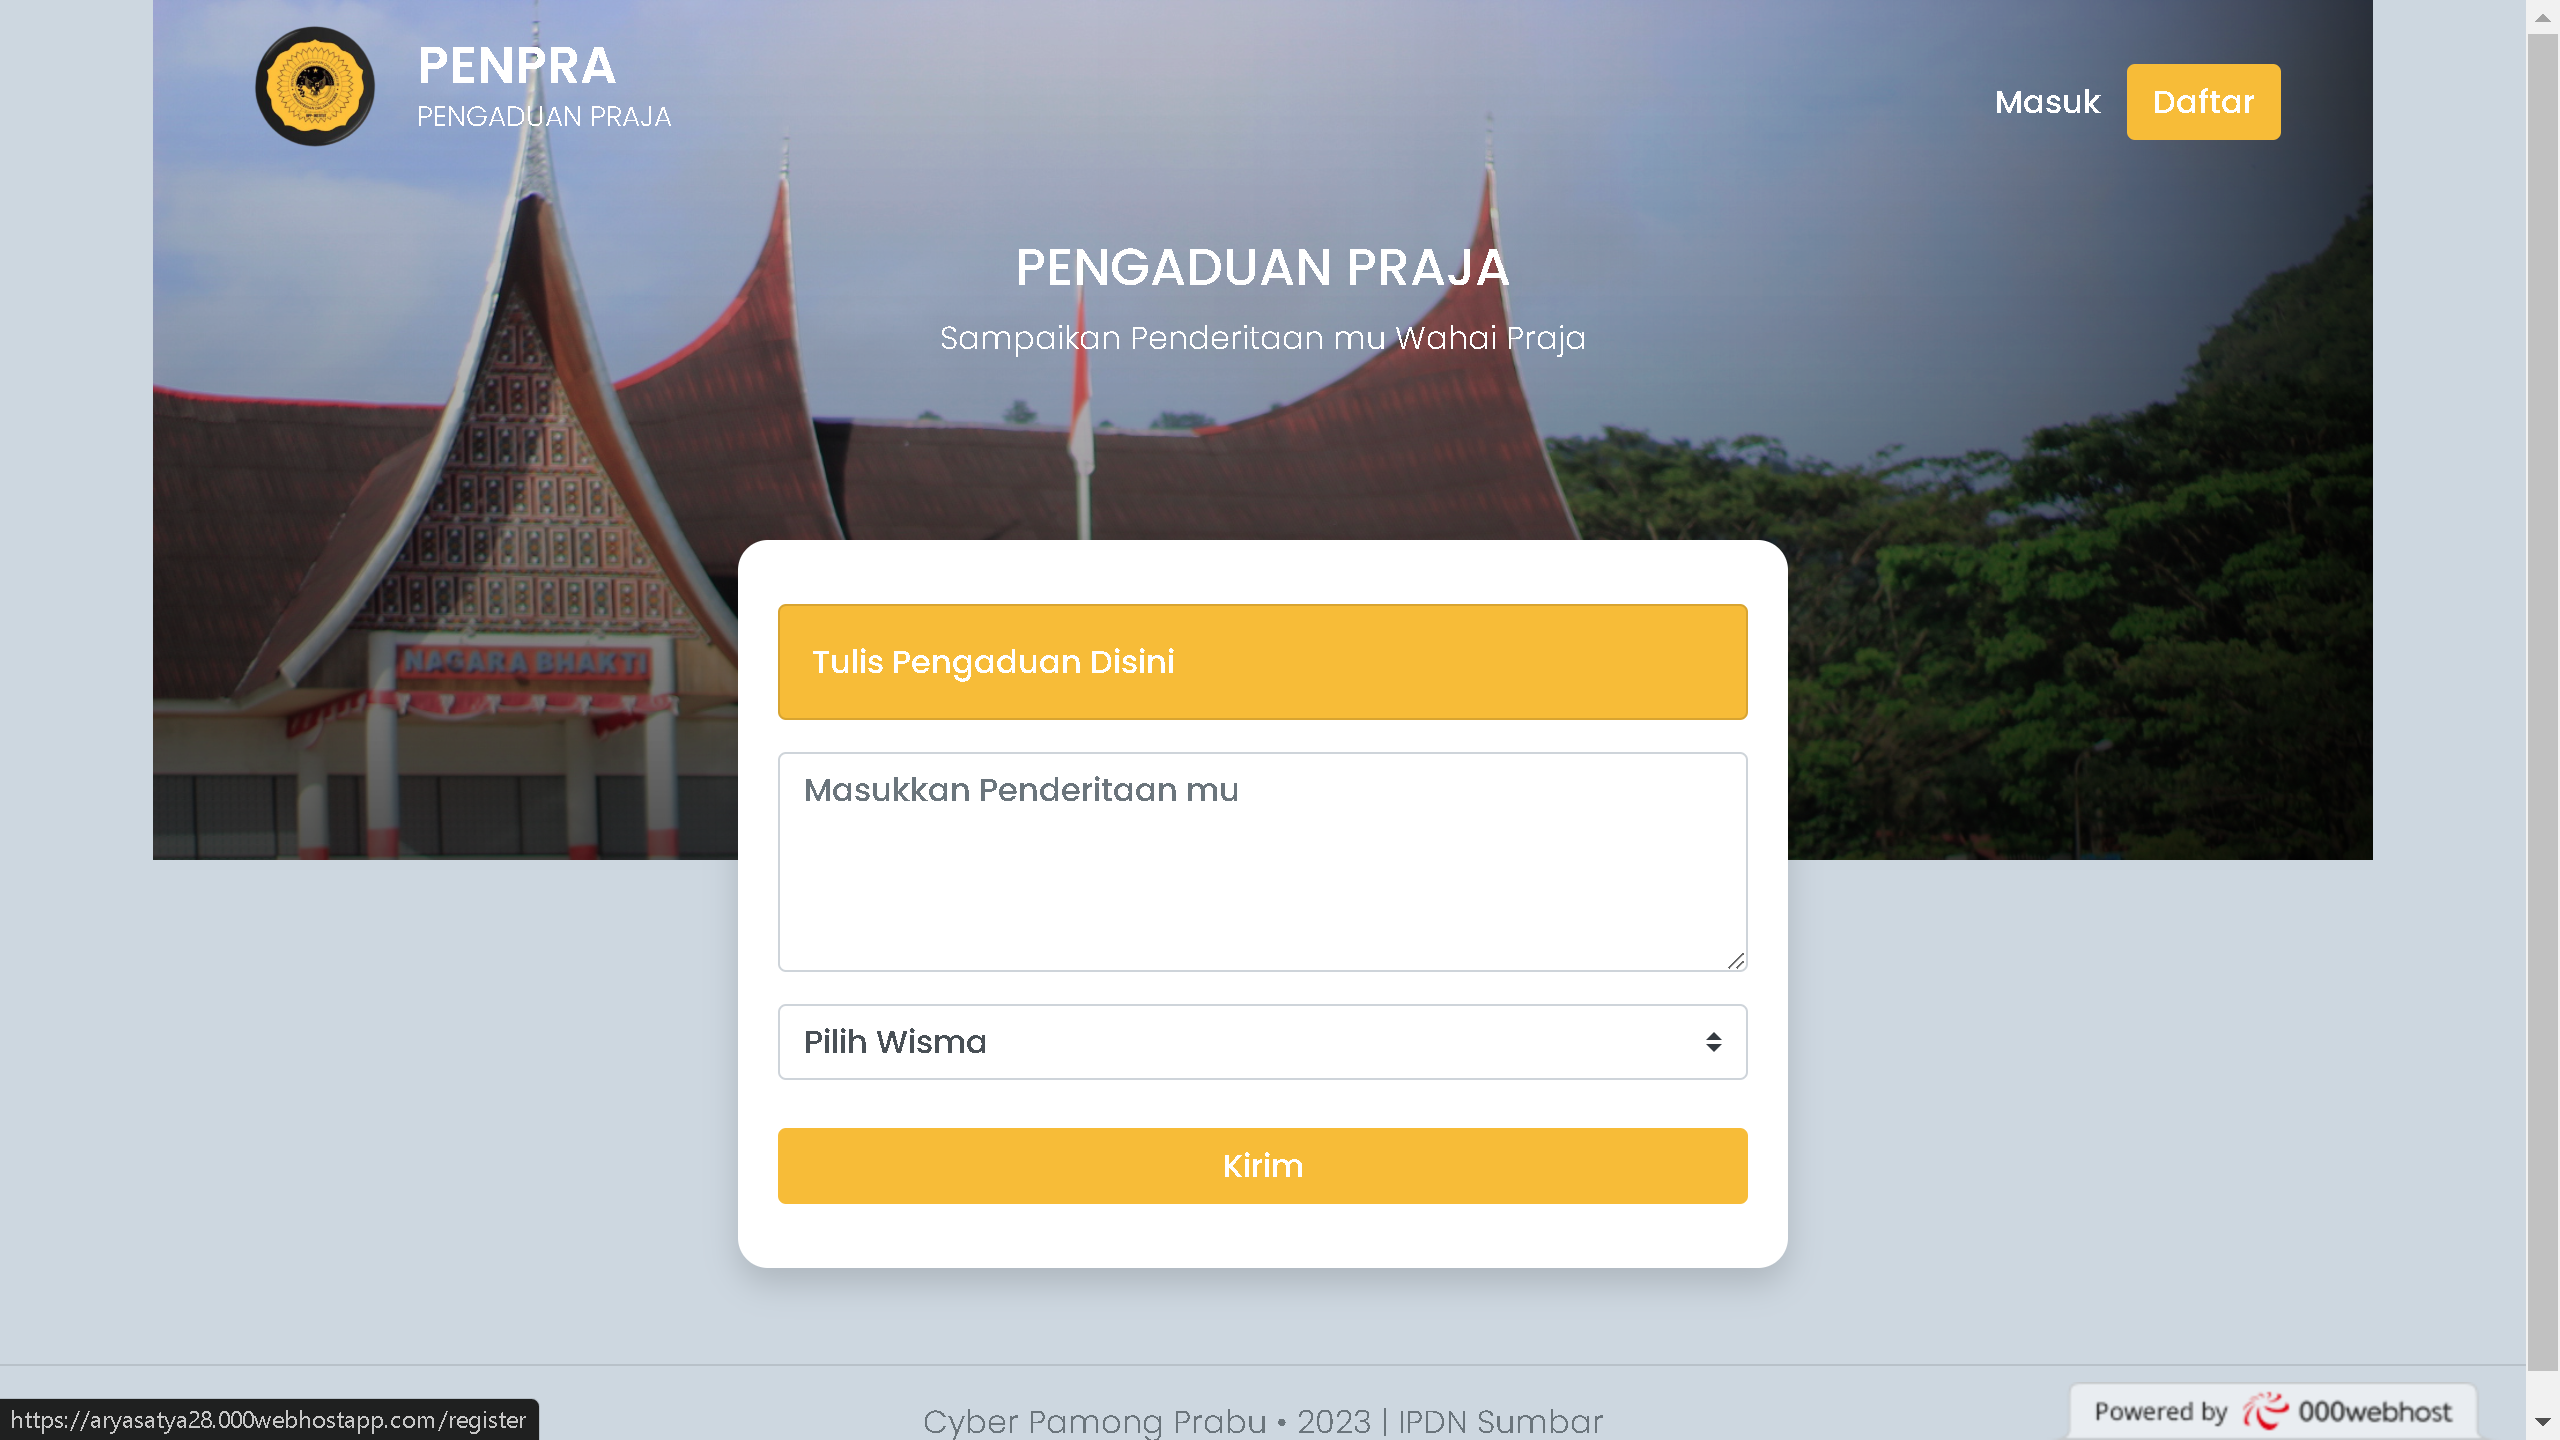 PENPRA
PENGADUAN PRAJA
Masuk
Daftar
PENGADUAN PRAJA
Sampaikan Penderitaan mu Wahai Praja
NAGARA BHAKTI
Tulis Pengaduan Disini
Masukkan Penderitaan mu
Pilih Wisma
Kirim
https://aryasatya28.000webhostapp.com/register
Cyber Pamong Prabu • 2023 | IPDN Sumbar
Powered by 000webhost